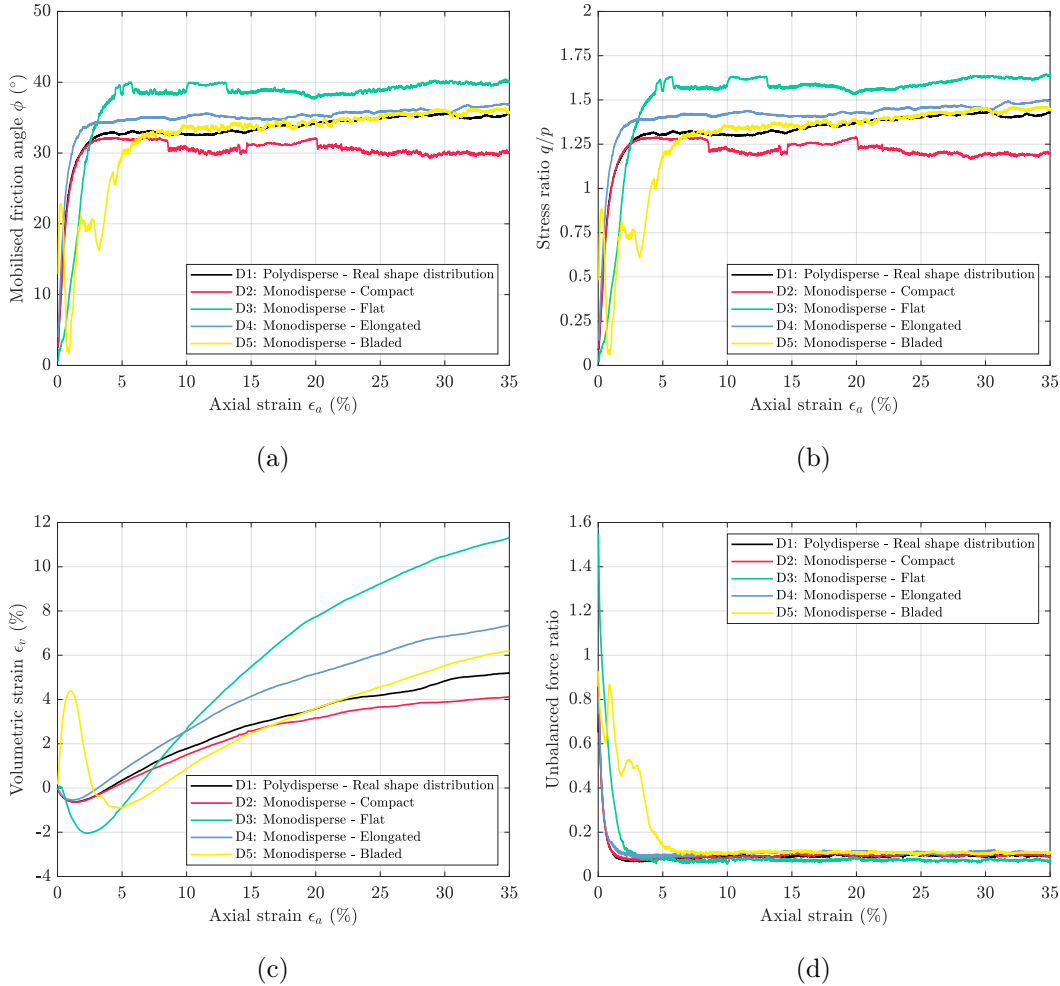 50
40
30
20
10
0
0 5 10 15 20 25 30 35
Mobilised friction angle ϕ (°)
Axial strain ϵa (%)
D1: Polydisperse - Real shape distribution
D2: Monodisperse - Compact
D3: Monodisperse - Flat
D4: Monodisperse - Elongated
D5: Monodisperse - Bladed
(a)
2
1.75
1.5
1.25
1
0.75
0.5
0.25
0
0 5 10 15 20 25 30 35
Stress ratio q/p
Axial strain ϵa (%)
D1: Polydisperse - Real shape distribution
D2: Monodisperse - Compact
D3: Monodisperse - Flat
D4: Monodisperse - Elongated
D5: Monodisperse - Bladed
(b)
12
10
8
6
4
2
0
-2
-4
0 5 10 15 20 25 30 35
Volumetric strain ϵv (%)
Axial strain ϵa (%)
D1: Polydisperse - Real shape distribution
D2: Monodisperse - Compact
D3: Monodisperse - Flat
D4: Monodisperse - Elongated
D5: Monodisperse - Bladed
(c)
1.6
1.4
1.2
1
0.8
0.6
0.4
0.2
0
0 5 10 15 20 25 30 35
Unbalanced force ratio
Axial strain (%)
D1: Polydisperse - Real shape distribution
D2: Monodisperse - Compact
D3: Monodisperse - Flat
D4: Monodisperse - Elongated
D5: Monodisperse - Bladed
(d)